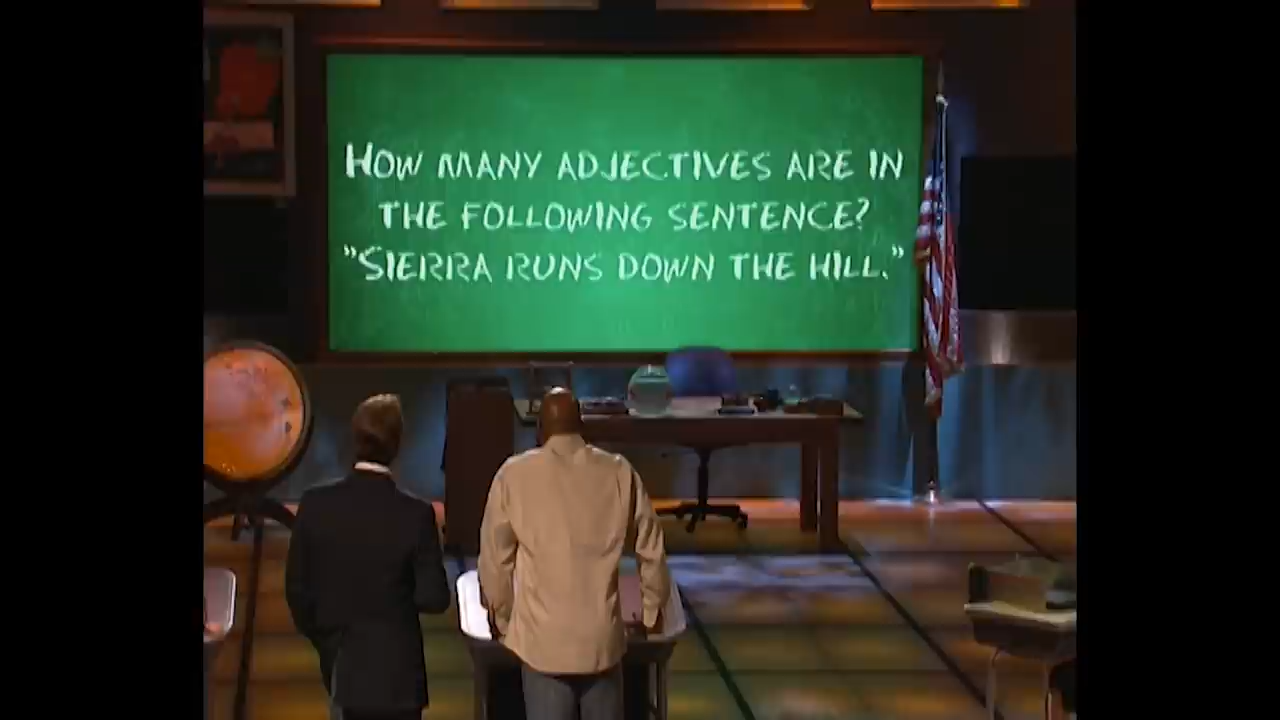 HOW MANY ADJECTIVES ARE IN
THE FOLLOWING SENTENCE?
"SIERRA RUNS DOWN THE HILL."